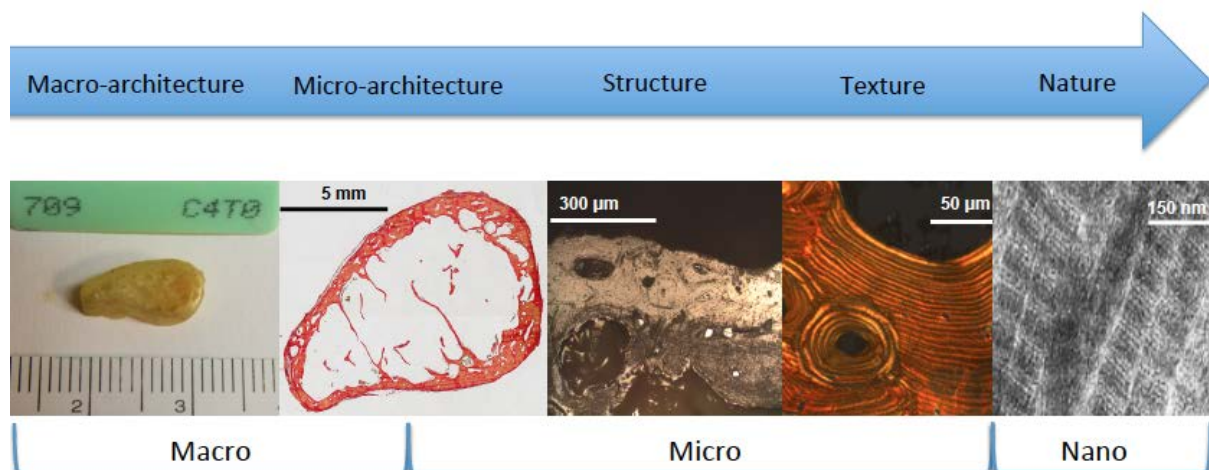 Macro-architecture Micro-architecture Structure Texture Nature
709 C4T0
5 mm
300 µm
50 µm
150 nm
2 3
Macro Micro Nano